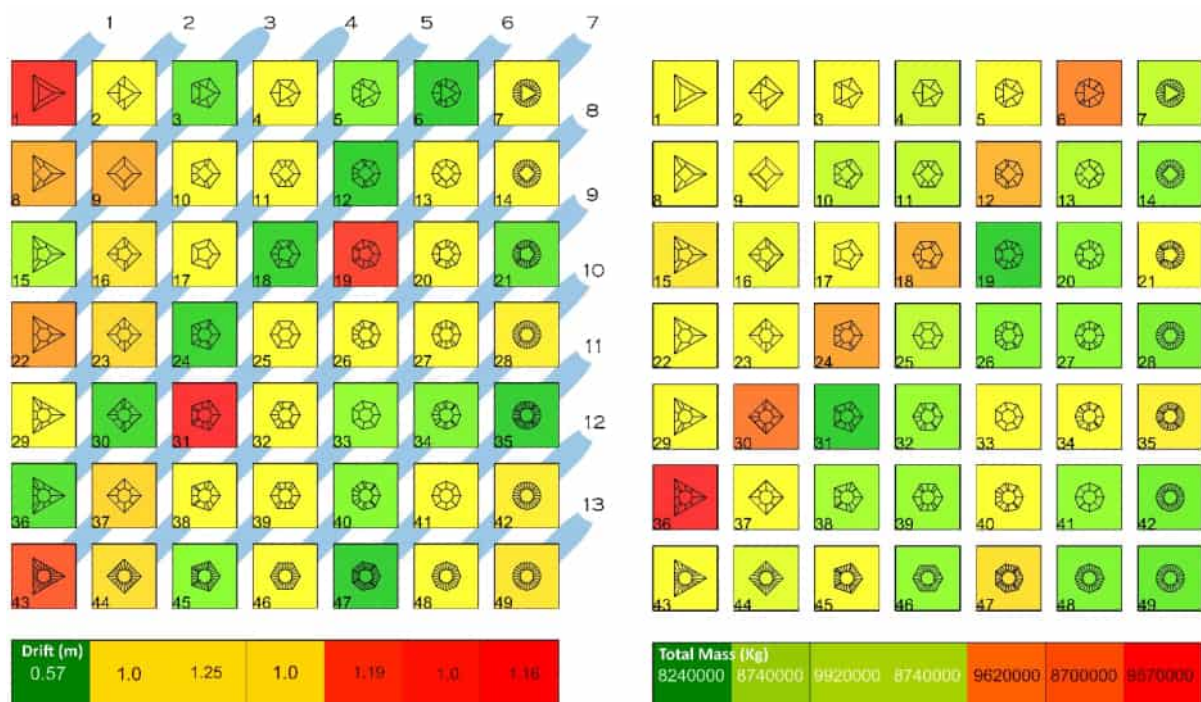 1 2 3 4 5 6 7
1 2 3 4 5 6 7
1 2 3 4 5 6 7
8
8 9 10 11 12 13 14
8 9 10 11 12 13 14
9
15 16 17 18 19 20 21
15 16 17 18 19 20 21
10
22 23 24 25 26 27 28
22 23 24 25 26 27 28
11
29 30 31 32 33 34 35
29 30 31 32 33 34 35
12
36 37 38 39 40 41 42
36 37 38 39 40 41 42
13
43 44 45 46 47 48 49
43 44 45 46 47 48 49
Drift (m)
0.57 1.0 1.25 1.0 1.19 1.0 1.16
Total Mass (Kg)
8240000 8740000 9920000 8740000 9620000 8700000 9570000